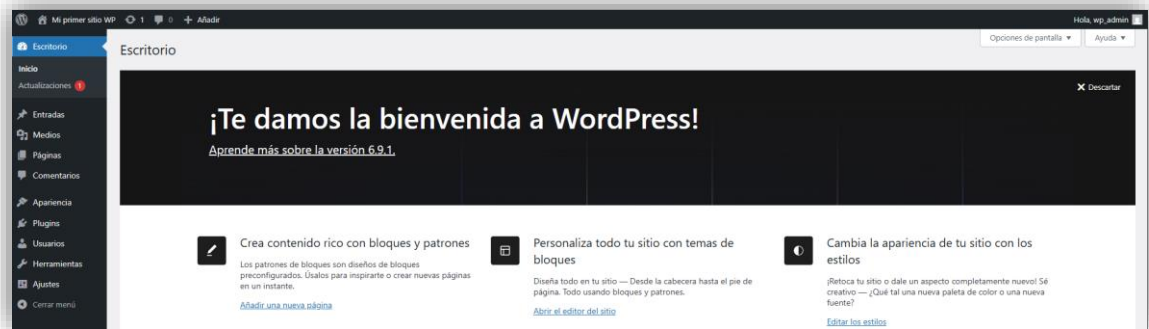 Mi primer sitio WP 1 0 + Añadir Hola, wp_admin
Escritorio
Inicio
Actualizaciones 1
Entradas
Medios
Páginas
Comentarios
Apariencia
Plugins
Usuarios
Herramientas
Ajustes
Cerrar menú
Escritorio
Opciones de pantalla ▼ Ayuda ▼
X Descartar
¡Te damos la bienvenida a WordPress!
Aprende más sobre la versión 6.9.1.
Crea contenido rico con bloques y patrones
Los patrones de bloques son diseños de bloques
preconfigurados. Úsalos para inspirarte o crear nuevas páginas
en un instante.
Añadir una nueva página
Personaliza todo tu sitio con temas de
bloques
Diseña todo en tu sitio — Desde la cabecera hasta el pie de
página. Todo usando bloques y patrones.
Abrir el editor del sitio
Cambia la apariencia de tu sitio con los
estilos
¡Retoca tu sitio o dale un aspecto completamente nuevo! Sé
creativo — ¿Qué tal una nueva paleta de color o una nueva
fuente?
Editar los estilos